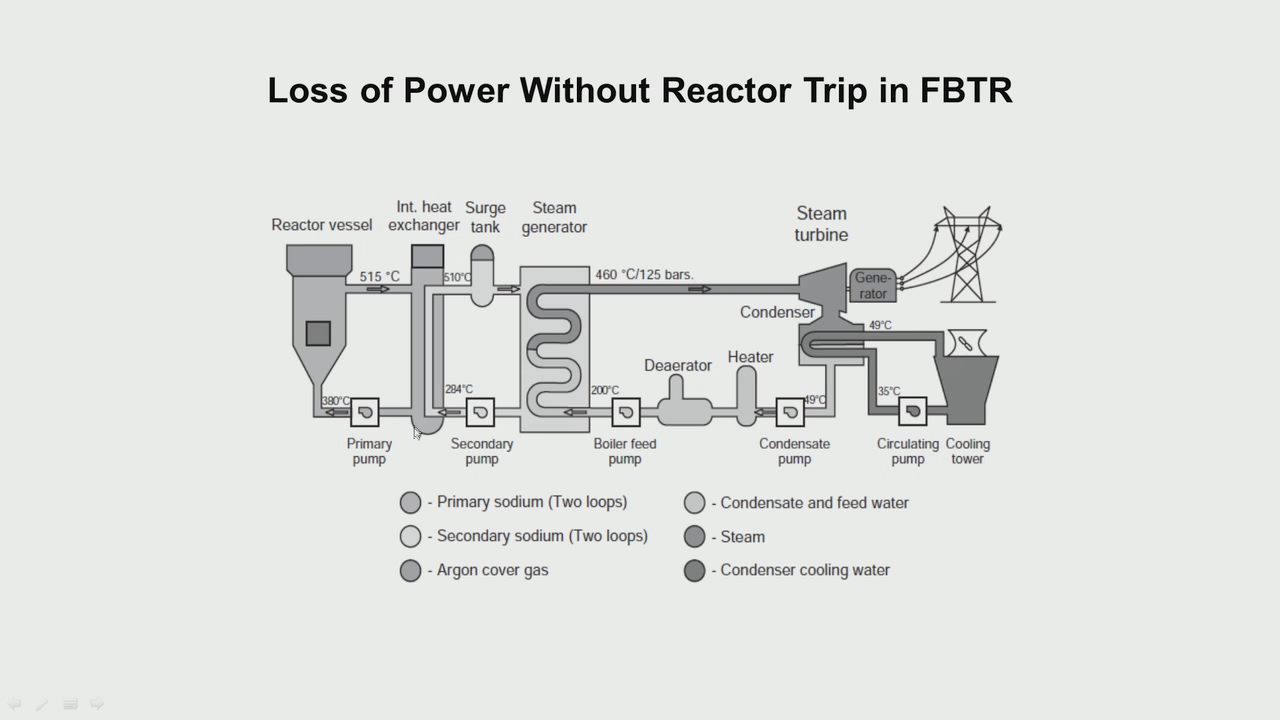 Loss of Power Without Reactor Trip in FBTR
Reactor vessel
Int. heat
exchanger
Surge
tank
Steam
generator
Steam
turbine
515 °C
510°C
460 °C/125 bars.
Gene-
rator
Condenser
49°C
Deaerator
Heater
380°C
284°C
200°C
49°C
35°C
Primary
pump
Secondary
pump
Boiler feed
pump
Condensate
pump
Circulating
pump
Cooling
tower
- Primary sodium (Two loops)
- Condensate and feed water
- Secondary sodium (Two loops)
- Steam
- Argon cover gas
- Condenser cooling water